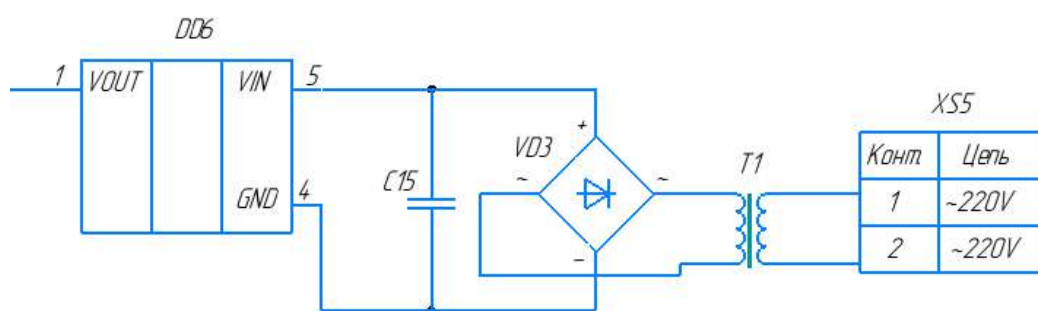 DD6
1 VOUT VIN 5
GND 4
C15
VD3
+
~ ~
-
T1
XS5
Конт. Цепь
1 ~220V
2 ~220V